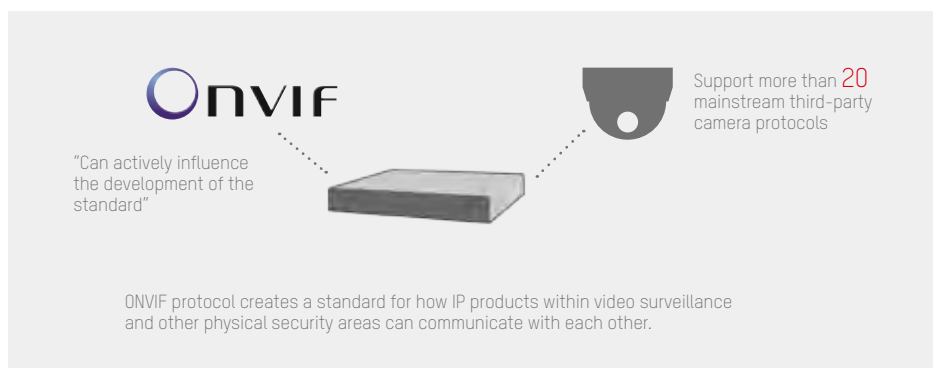 ONVIF
Support more than 20
mainstream third-party
camera protocols
"Can actively influence
the development of the
standard"
ONVIF protocol creates a standard for how IP products within video surveillance
and other physical security areas can communicate with each other.